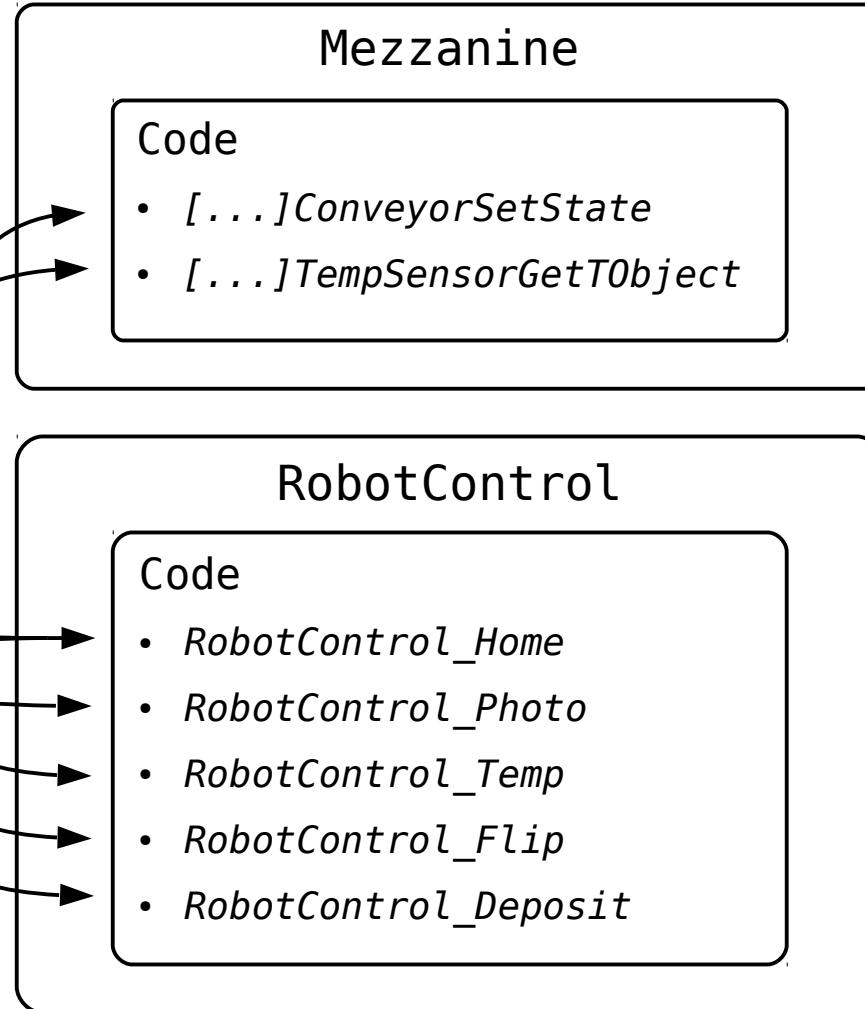 Mezzanine
Code
• [...]ConveyorSetState
• [...]TempSensorGetTObject
RobotControl
Code
• RobotControl_Home
• RobotControl_Photo
• RobotControl_Temp
• RobotControl_Flip
• RobotControl_Deposit